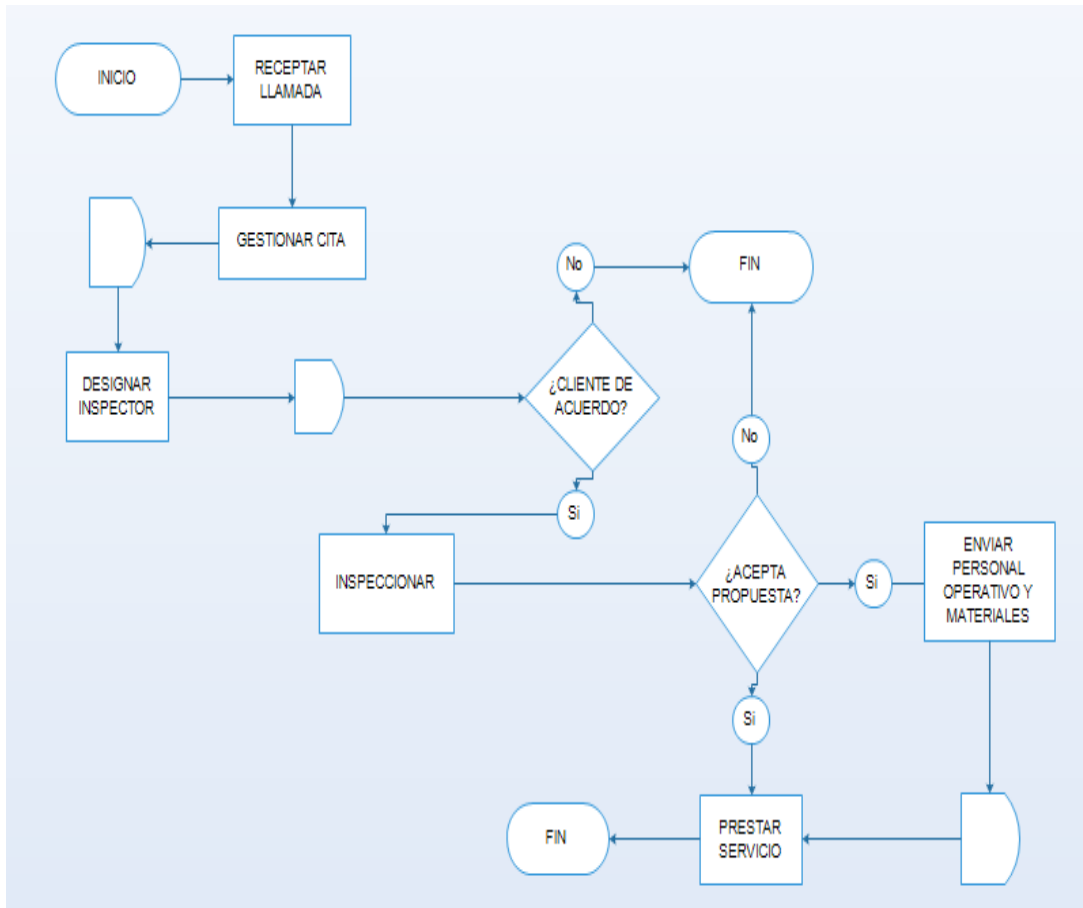 INICIO
RECEPTAR
LLAMADA
GESTIONAR CITA
No
FIN
DESIGNAR
INSPECTOR
¿CLIENTE DE
ACUERDO?
No
Si
INSPECCIONAR
¿ACEPTA
PROPUESTA?
Si
ENVIAR
PERSONAL
OPERATIVO Y
MATERIALES
Si
FIN
PRESTAR
SERVICIO